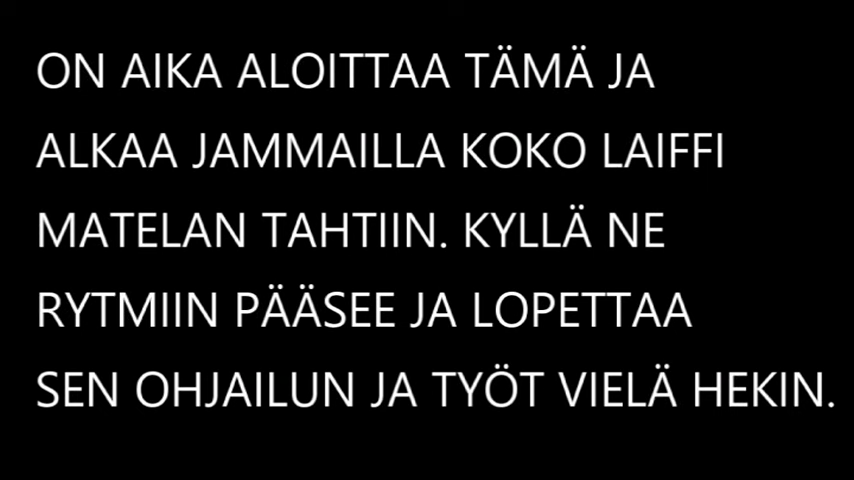 ON AIKA ALOITTAA TÄMÄ JA
ALKAA JAMMAILLA KOKO LAIFFI
MATELAN TAHTIIN. KYLLÄ NE
RYTMIIN PÄÄSEE JA LOPETTAA
SEN OHJAILUN JA TYÖT VIELÄ HEKIN.